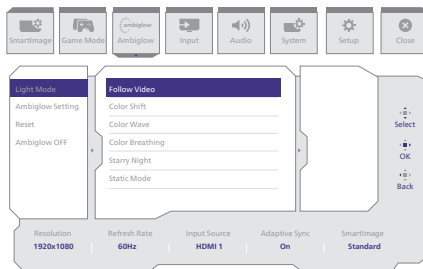 SmartImage
Game Mode
ambiglow
Ambiglow
Input
Audio
System
Setup
Close
Light Mode
Ambiglow Setting
Reset
Ambiglow OFF
Follow Video
Color Shift
Color Wave
Color Breathing
Starry Night
Static Mode
Select
OK
Back
Resolution
1920x1080
Refresh Rate
60Hz
Input Source
HDMI 1
Adaptive Sync
On
SmartImage
Standard